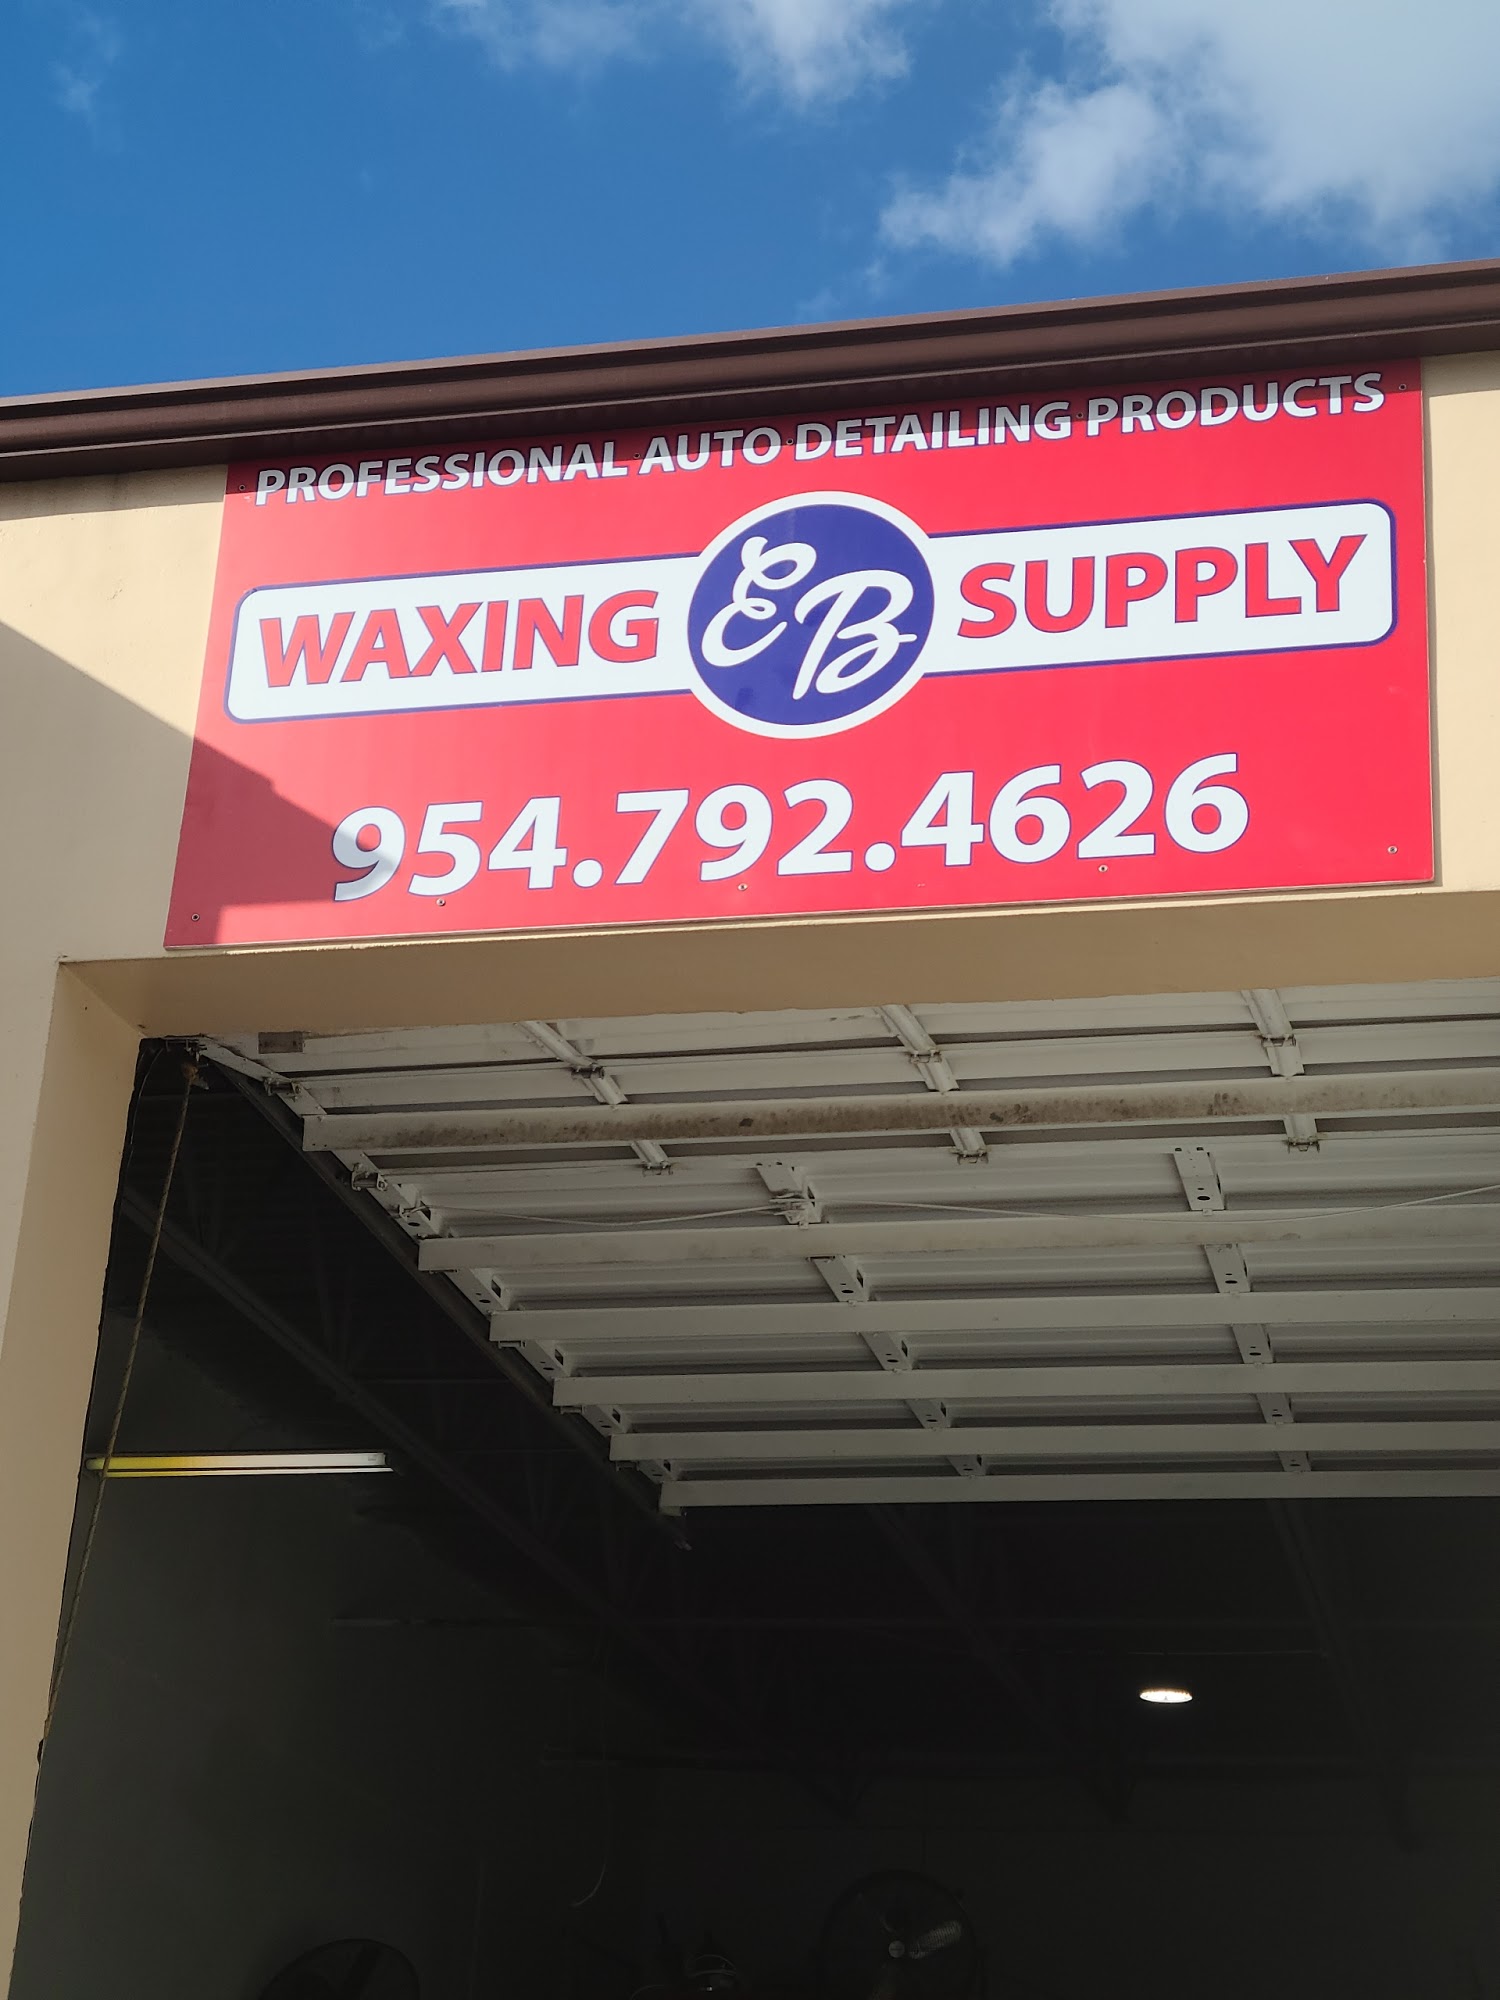 PROFESSIONAL AUTO DETAILING PRODUCTS
WAXING EB SUPPLY
954.792.4626